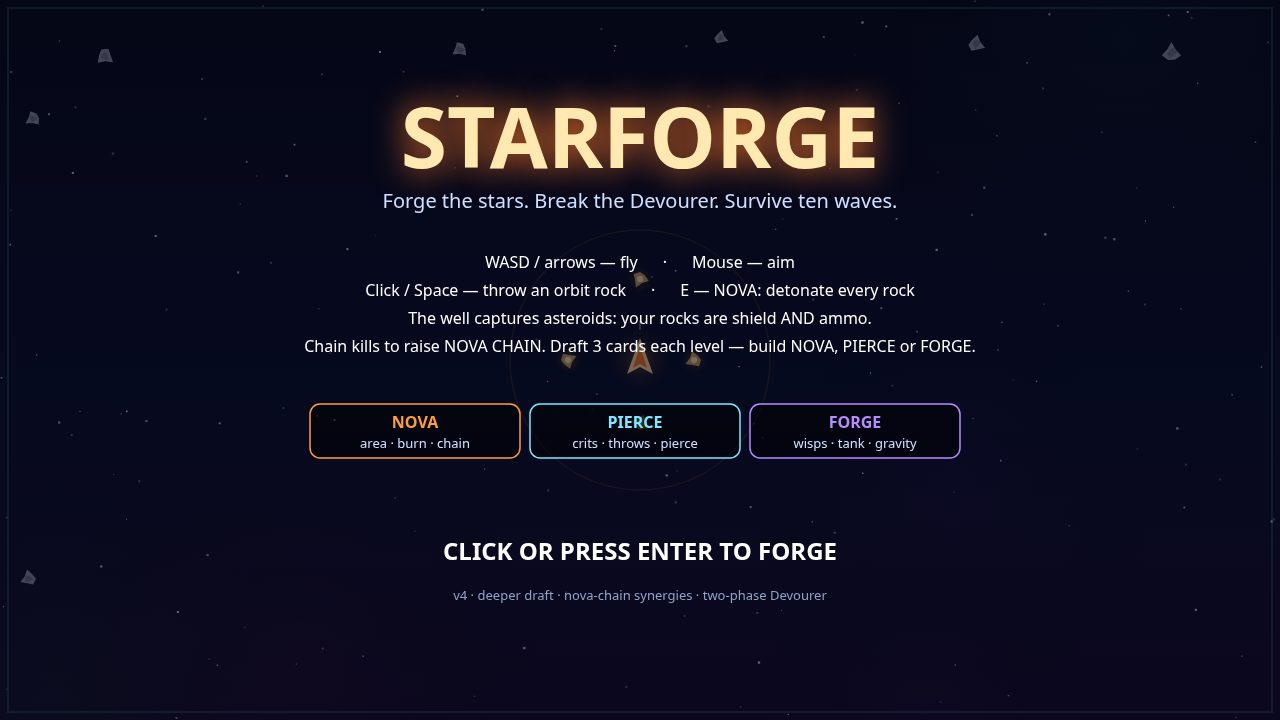 STARFORGE
Forge the stars. Break the Devourer. Survive ten waves.
WASD / arrows — fly · Mouse — aim
Click / Space — throw an orbit rock · E — NOVA: detonate every rock
The well captures asteroids: your rocks are shield AND ammo.
Chain kills to raise NOVA CHAIN. Draft 3 cards each level — build NOVA, PIERCE or FORGE.
NOVA
area · burn · chain
PIERCE
crits · throws · pierce
FORGE
wisps · tank · gravity
CLICK OR PRESS ENTER TO FORGE
v4 · deeper draft · nova-chain synergies · two-phase Devourer